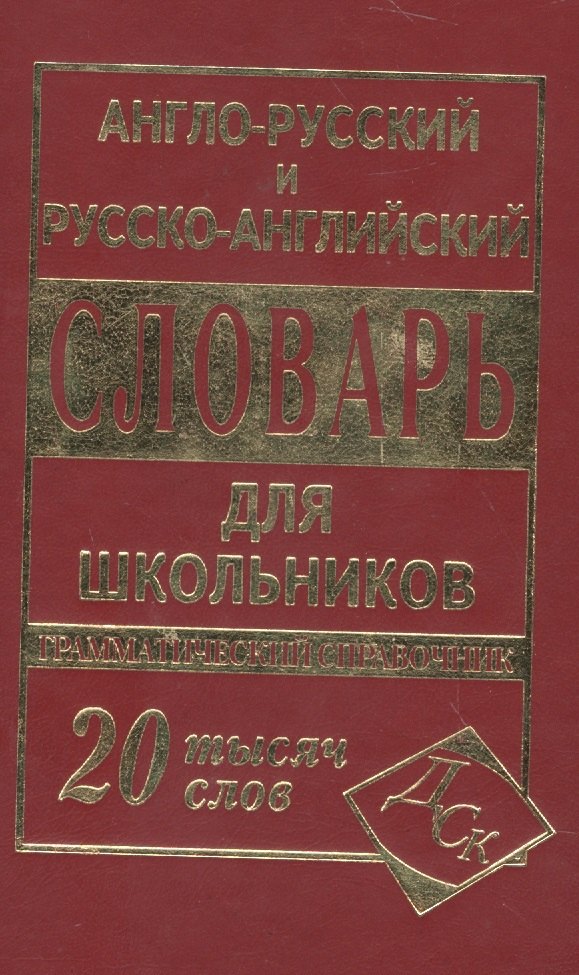 АНГЛО-РУССКИЙ
И
РУССКО-АНГЛИЙСКИЙ
СЛОВАРЬ
ДЛЯ
ШКОЛЬНИКОВ
ГРАММАТИЧЕСКИЙ СПРАВОЧНИК
20 тысяч
слов
ДСК